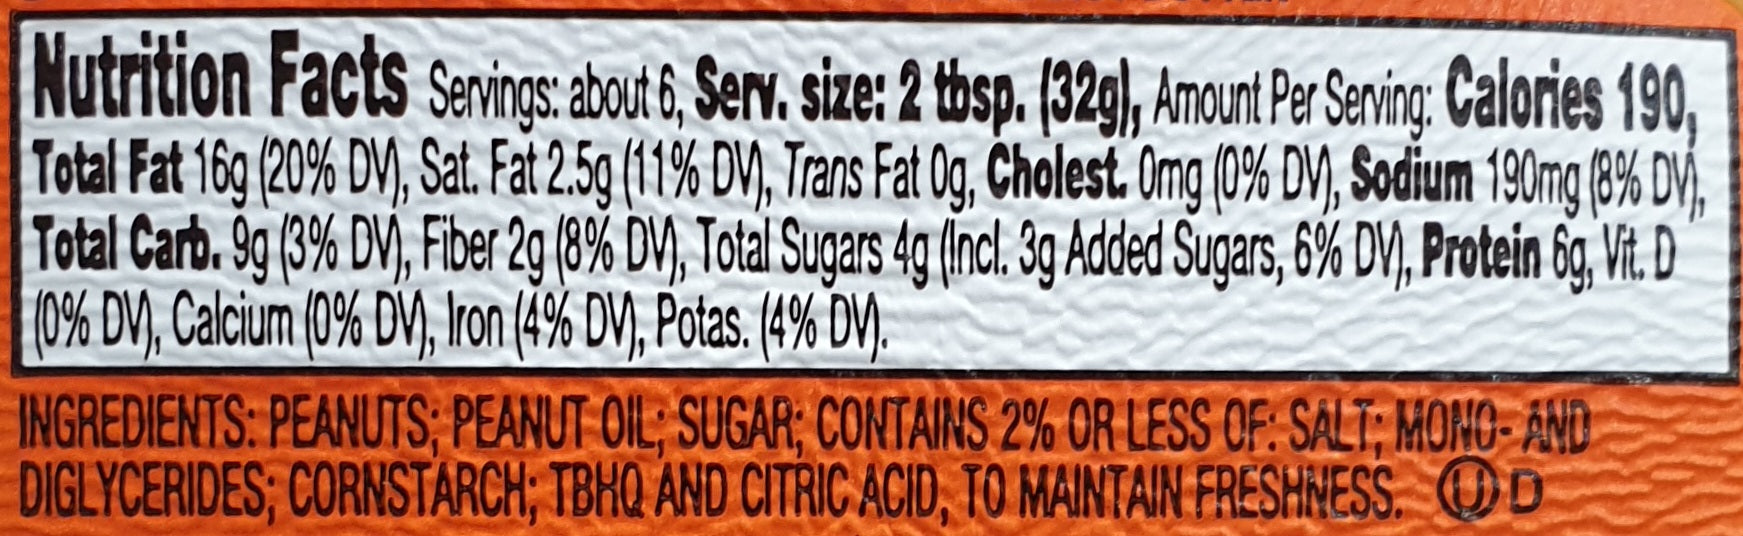 Nutrition Facts Servings: about 6, Serv. size: 2 tbsp. (32g), Amount Per Serving: Calories 190,
Total Fat 16g (20% DV), Sat. Fat 2.5g (11% DV), Trans Fat 0g, Cholest. 0mg (0% DV), Sodium 190mg (8% DV),
Total Carb. 9g (3% DV), Fiber 2g (8% DV), Total Sugars 4g (Incl. 3g Added Sugars, 6% DV), Protein 6g, Vit. D
(0% DV), Calcium (0% DV), Iron (4% DV), Potas. (4% DV).
INGREDIENTS: PEANUTS; PEANUT OIL; SUGAR; CONTAINS 2% OR LESS OF: SALT; MONO- AND
DIGLYCERIDES; CORNSTARCH; TBHQ AND CITRIC ACID, TO MAINTAIN FRESHNESS. Ⓤ D